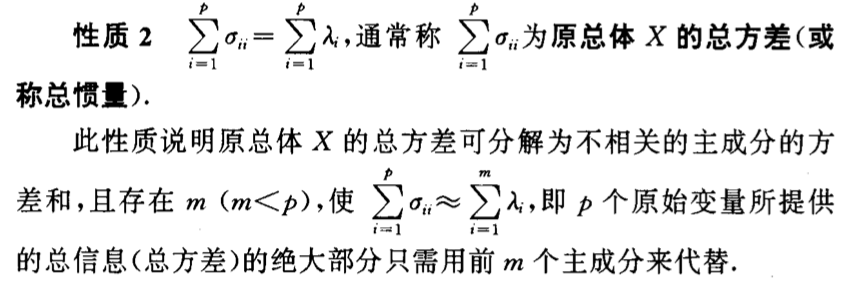 性质 2 $\sum_{i=1}^{p}\sigma_{ii}=\sum_{i=1}^{p}\lambda_i$,通常称 $\sum_{i=1}^{p}\sigma_{ii}$为原总体 X 的总方差(或
称总惯量).
此性质说明原总体 X 的总方差可分解为不相关的主成分的方
差和,且存在 m (m<p),使 $\sum_{i=1}^{p}\sigma_{ii}\approx\sum_{i=1}^{m}\lambda_i$,即 p 个原始变量所提供
的总信息(总方差)的绝大部分只需用前 m 个主成分来代替.